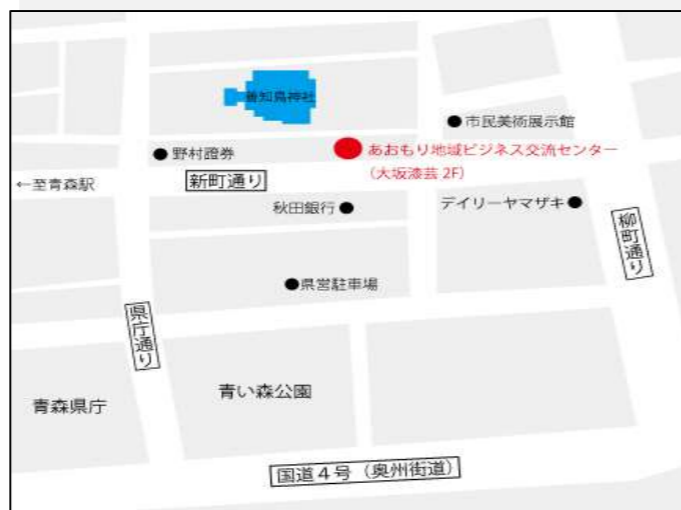 善知鳥神社
●市民美術展示館
●野村證券
あおもり地域ビジネス交流センター
（大坂漆芸 2F）
←至青森駅
新町通り
秋田銀行●
デイリーヤマザキ●
柳町通り
●県営駐車場
県庁通り
青森県庁
青い森公園
国道４号（奥州街道）